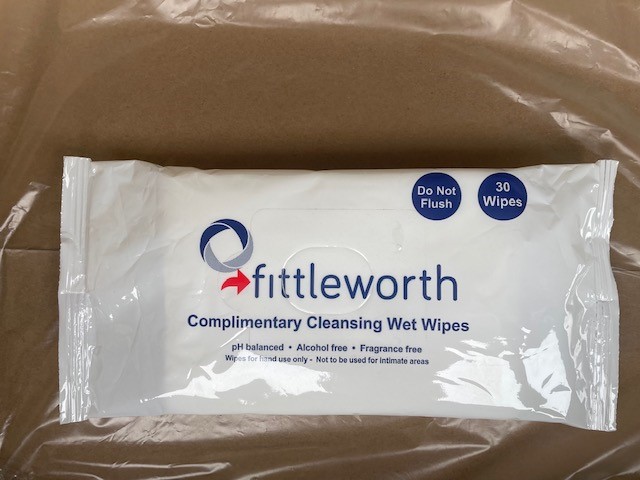 Do Not
Flush
30
Wipes
fittleworth
Complimentary Cleansing Wet Wipes
pH balanced • Alcohol free • Fragrance free
Wipes for hand use only - Not to be used for intimate areas